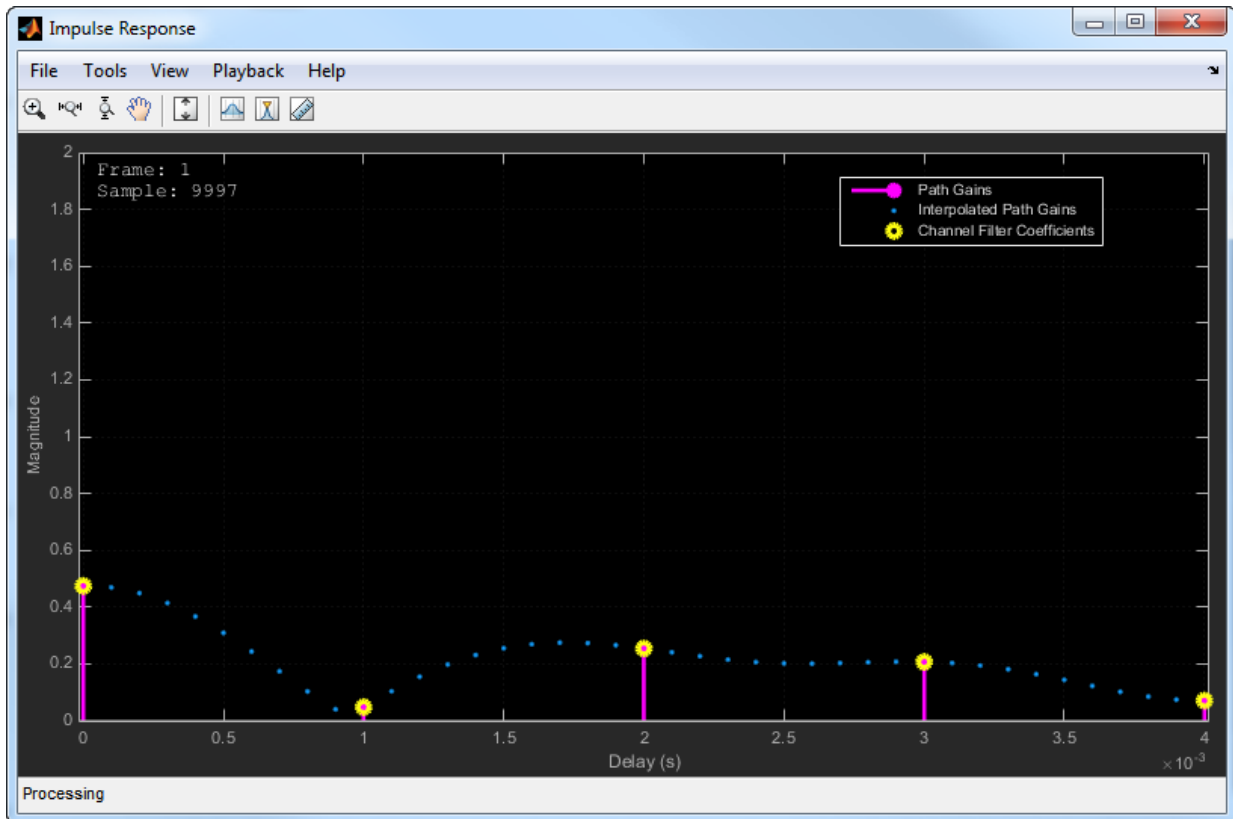 Impulse Response
File Tools View Playback Help
Frame: 1
Sample: 9997
Path Gains
Interpolated Path Gains
Channel Filter Coefficients
Magnitude
2
1.8
1.6
1.4
1.2
1
0.8
0.6
0.4
0.2
0
0 0.5 1 1.5 2 2.5 3 3.5 4
Delay (s)
×10⁻³
Processing